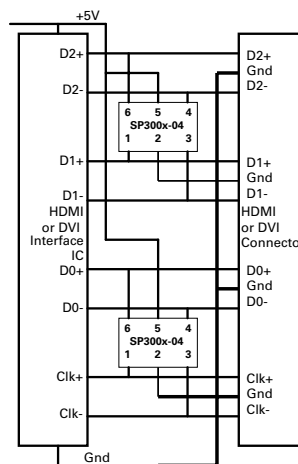 +5V
D2+ D2+
Gnd
D2- D2-
6 5 4
SP300x-04
1 2 3
D1+ D1+
Gnd
D1- D1-
HDMI
or DVI
Interface
IC
HDMI
or DVI
Connector
D0+ D0+
Gnd
D0- D0-
6 5 4
SP300x-04
1 2 3
Clk+ Clk+
Gnd
Clk- Clk-
Gnd